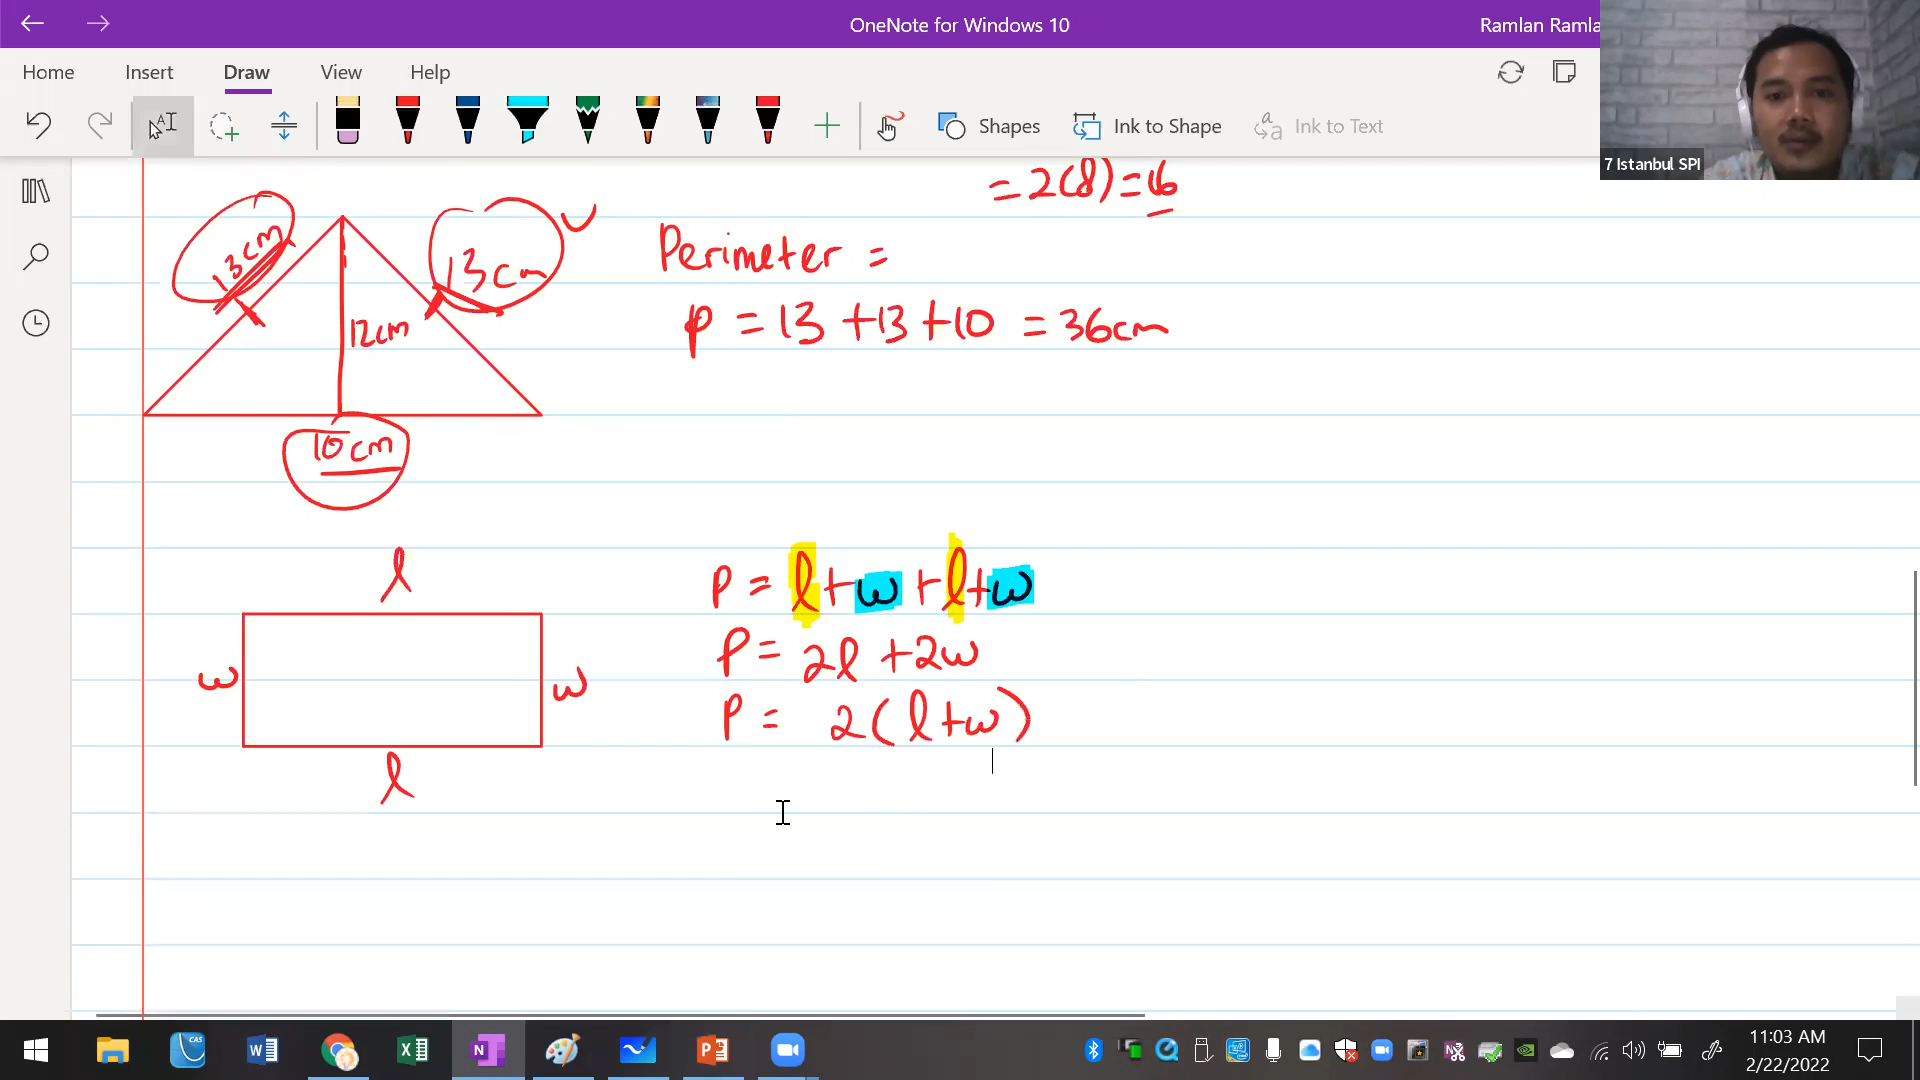 OneNote for Windows 10
Ramlan Ramla
Home
Insert
Draw
View
Help
Shapes
Ink to Shape
Ink to Text
7 Istanbul SPI
= 2(8) = 16
13cm
13cm
12cm
10cm
Perimeter =
P = 13 + 13 + 10 = 36cm
l
w
w
l
P = l + w + l + w
P = 2l + 2w
P = 2(l + w)
11:03 AM
2/22/2022